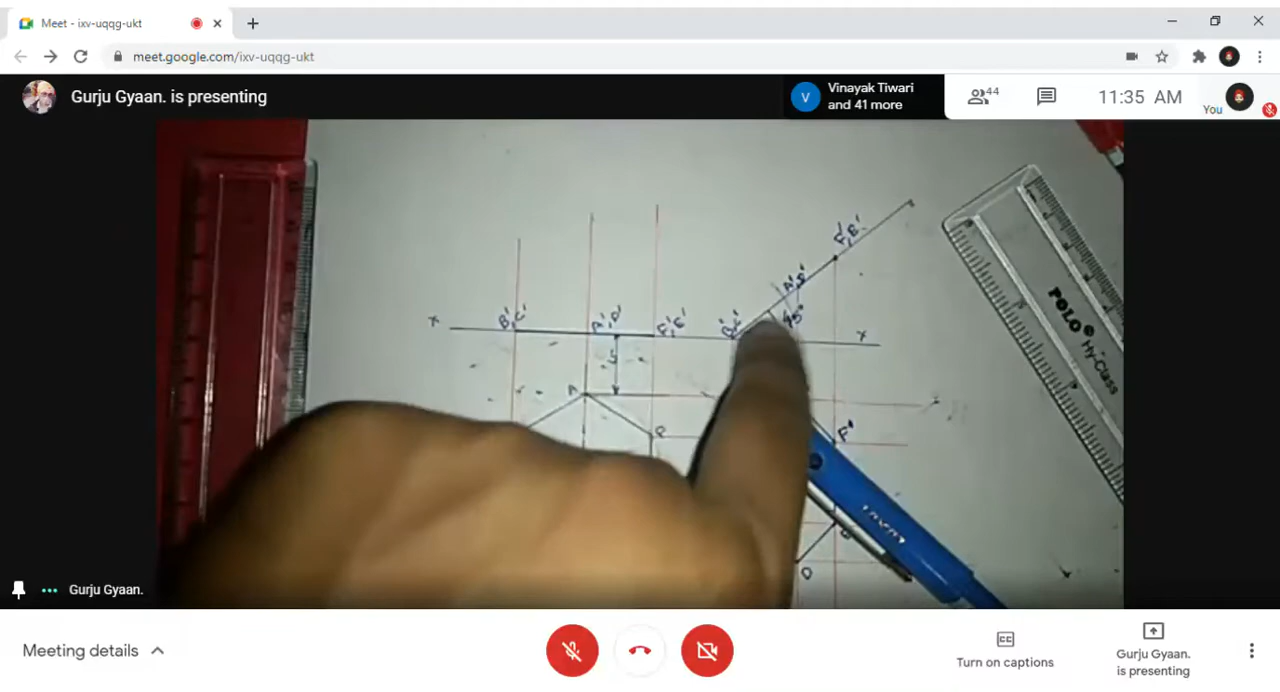 Meet - ixv-uqqg-ukt
meet.google.com/ixv-uqqg-ukt
Gurju Gyaan. is presenting
V
Vinayak Tiwari
and 41 more
44
11:35 AM
You
F',E'
A',D'
45°
X
B',C'
A',D'
F',E'
B',C'
X
5
A
F
F'
D
POLO Hy-Class
Gurju Gyaan.
Meeting details
CC
Turn on captions
Gurju Gyaan.
is presenting